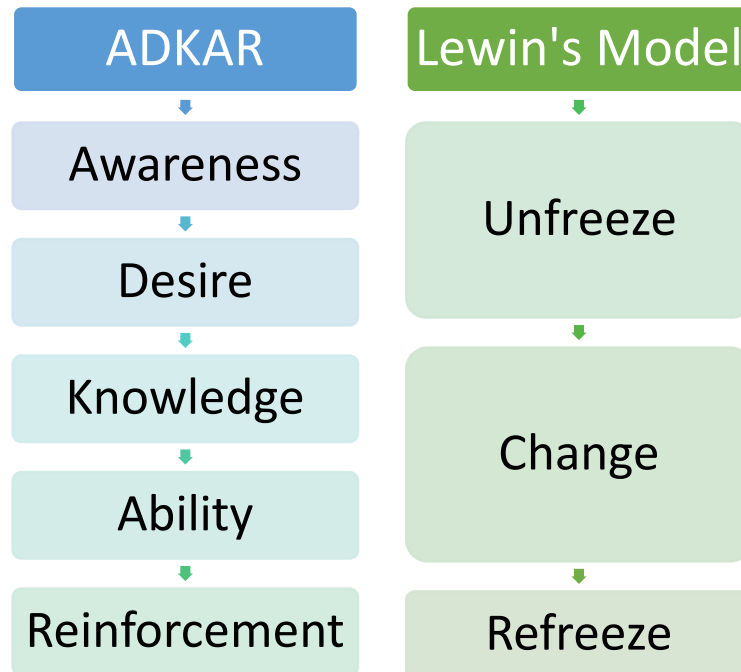 ADKAR
Awareness
Desire
Knowledge
Ability
Reinforcement
Lewin's Model
Unfreeze
Change
Refreeze